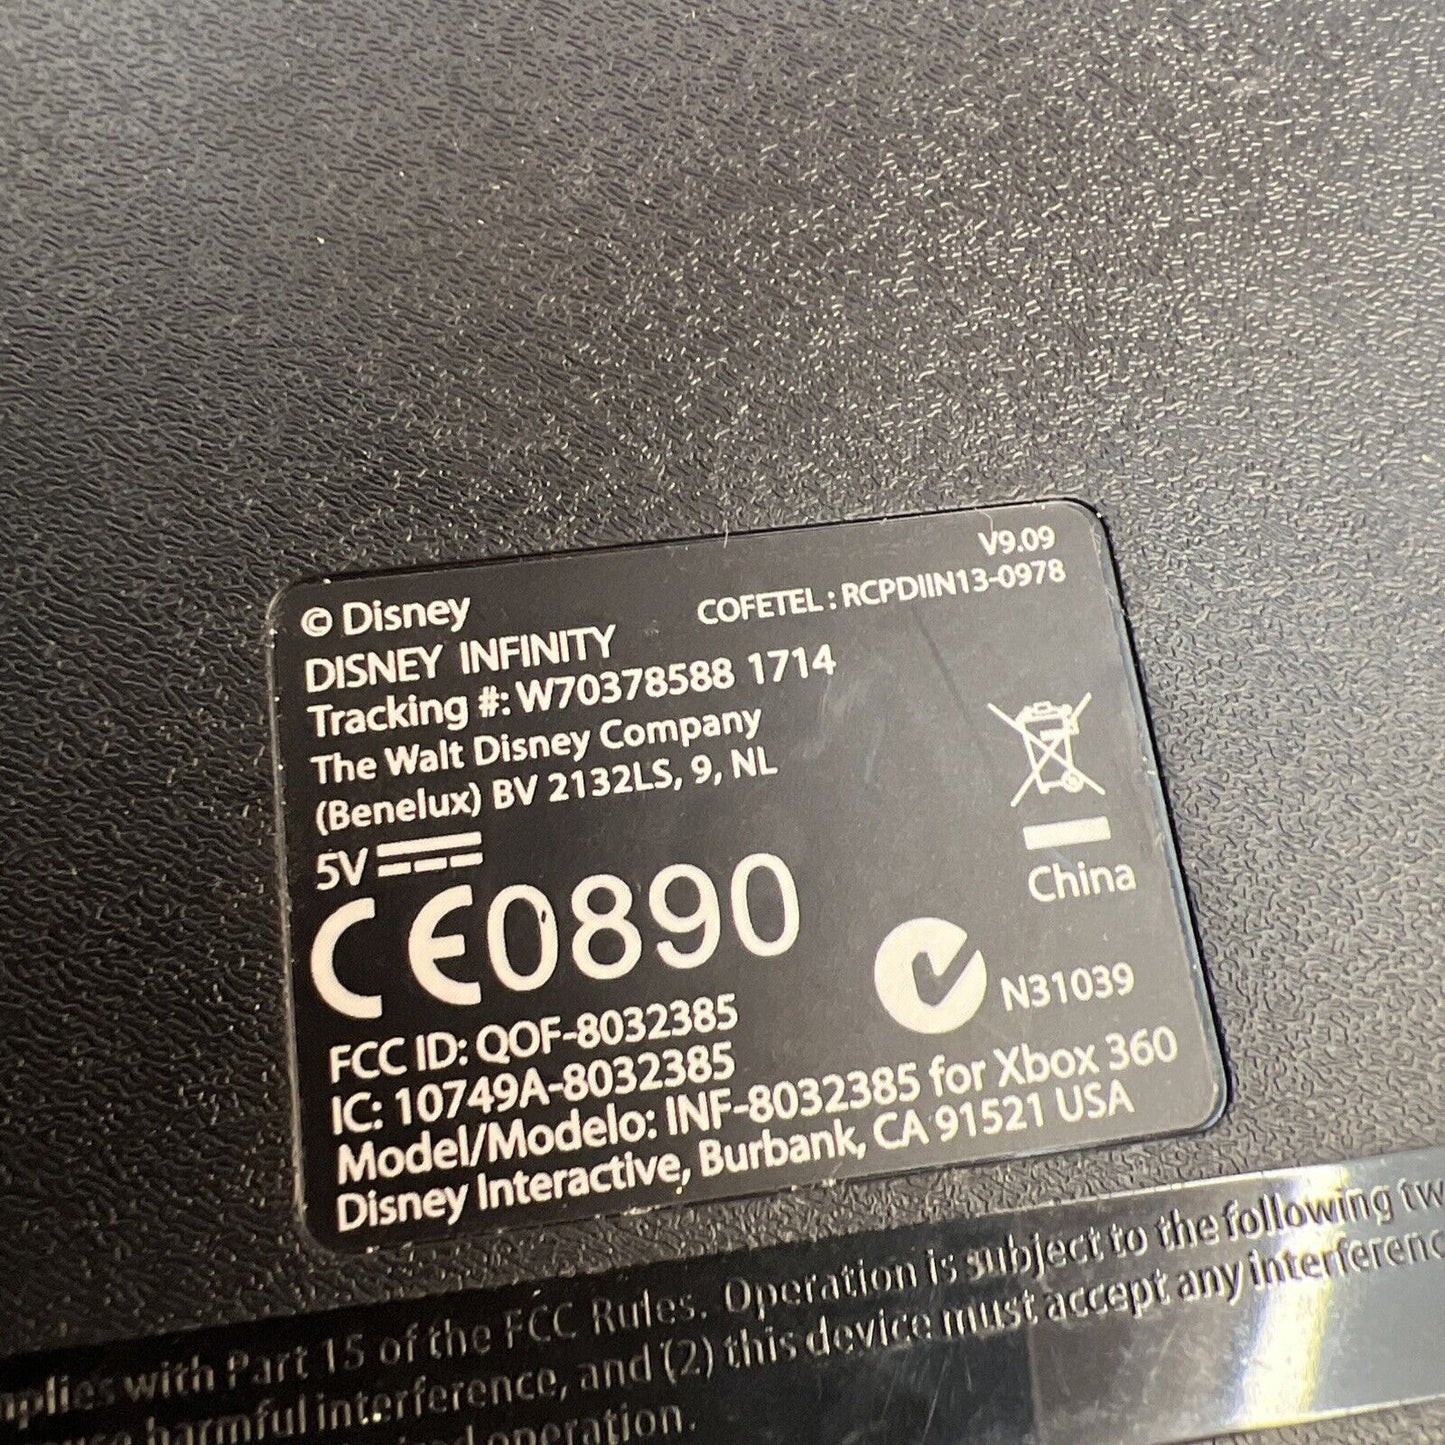 V9.09
© Disney
COFETEL : RCPDIIN13-0978
DISNEY INFINITY
Tracking #: W70378588 1714
The Walt Disney Company
(Benelux) BV 2132LS, 9, NL
5V
China
CE0890
N31039
FCC ID: QOF-8032385
IC: 10749A-8032385
Model/Modelo: INF-8032385 for Xbox 360
Disney Interactive, Burbank, CA 91521 USA
with Part 15 of the FCC Rules. Operation is subject to the following
harmful interference, and (2) this device must accept any
operation.